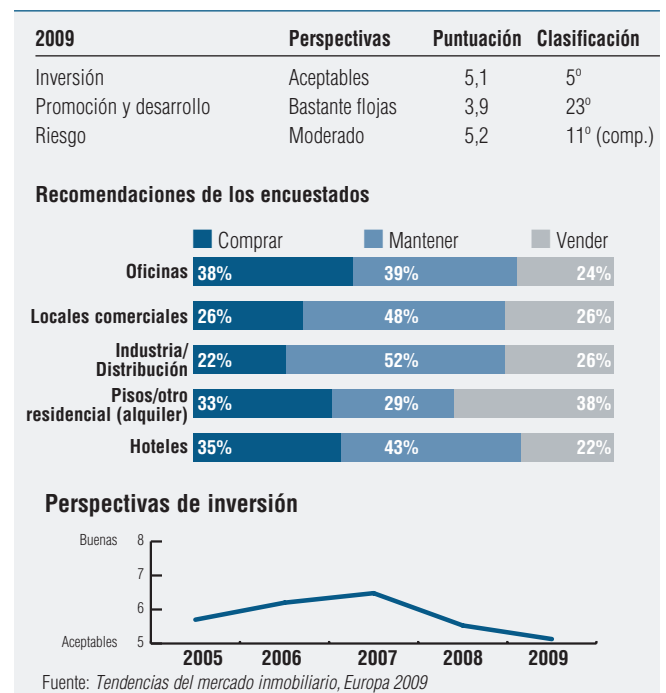 2009 Perspectivas Puntuación Clasificación
Inversión Aceptables 5,1 5º
Promoción y desarrollo Bastante flojas 3,9 23º
Riesgo Moderado 5,2 11º (comp.)
Recomendaciones de los encuestados
Comprar Mantener Vender
Oficinas 38% 39% 24%
Locales comerciales 26% 48% 26%
Industria/
Distribución 22% 52% 26%
Pisos/otro
residencial (alquiler) 33% 29% 38%
Hoteles 35% 43% 22%
Perspectivas de inversión
Buenas 8
7
6
Aceptables 5
2005 2006 2007 2008 2009
Fuente: Tendencias del mercado inmobiliario, Europa 2009